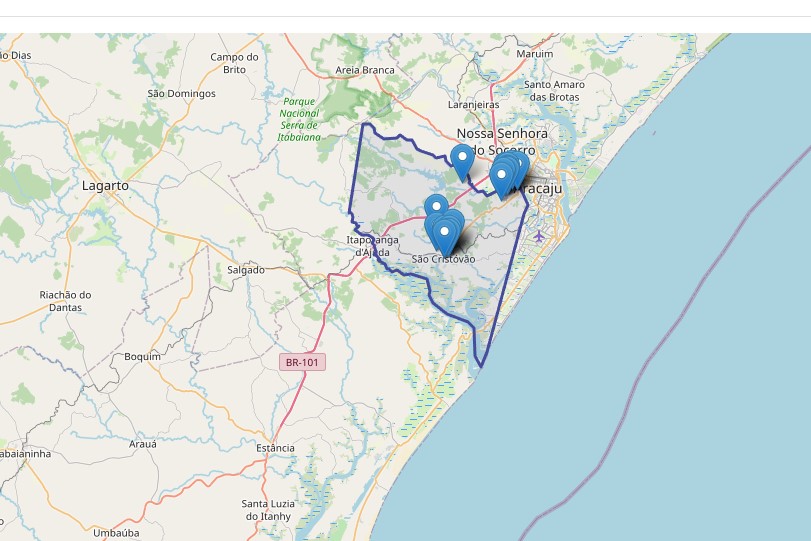 Maruim
ão Dias
Campo do
Brito
Areia Branca
São Domingos
Santo Amaro
das Brotas
Laranjeiras
Parque
Nacional
Serra de
Itabaiana
Nossa Senhora
do Socorro
Lagarto
racaju
Itaporanga
d'Ajuda
São Cristóvão
Salgado
Riachão do
Dantas
Boquim
BR-101
Arauá
Estância
abaianinha
Santa Luzia
do Itanhy
Umbaúba
o